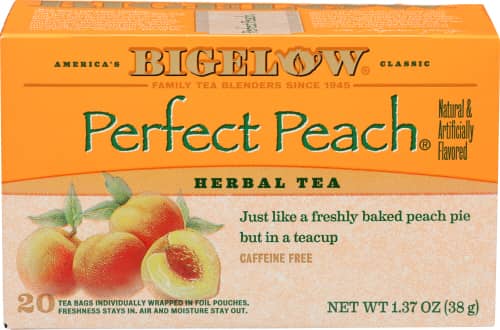 AMERICA'S BIGELOW® CLASSIC
FAMILY TEA BLENDERS SINCE 1945
Perfect Peach®
Natural &
Artificially
Flavored
HERBAL TEA
Just like a freshly baked peach pie
but in a teacup
CAFFEINE FREE
20 TEA BAGS INDIVIDUALLY WRAPPED IN FOIL POUCHES.
FRESHNESS STAYS IN. AIR AND MOISTURE STAY OUT.
NET WT 1.37 OZ (38 g)